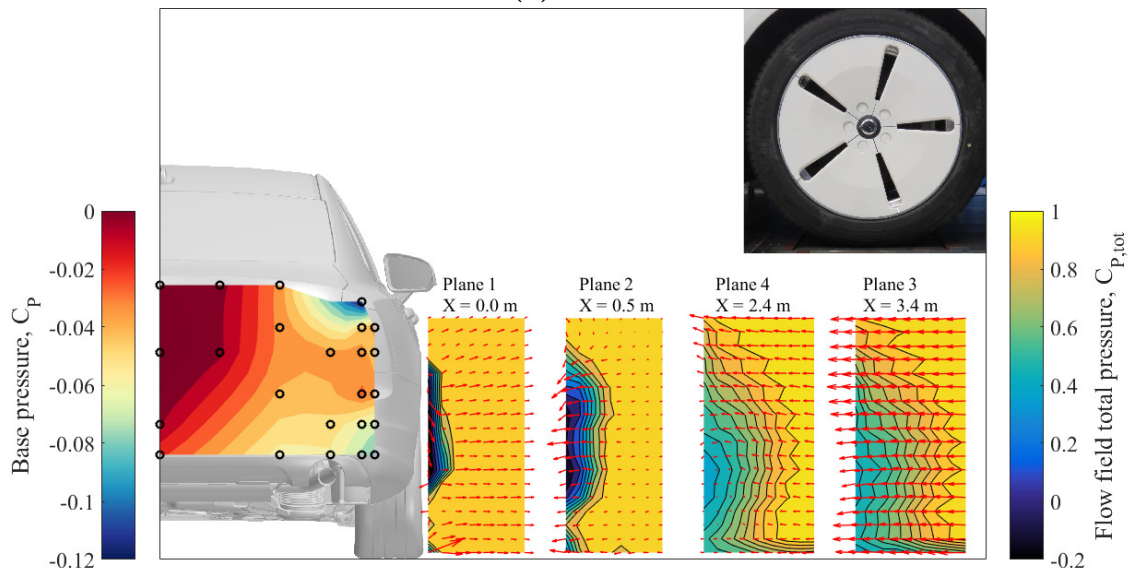 Base pressure, C_P
0
-0.02
-0.04
-0.06
-0.08
-0.1
-0.12
Plane 1
X = 0.0 m
Plane 2
X = 0.5 m
Plane 4
X = 2.4 m
Plane 3
X = 3.4 m
1
0.8
0.6
0.4
0.2
0
-0.2
Flow field total pressure, C_P,tot